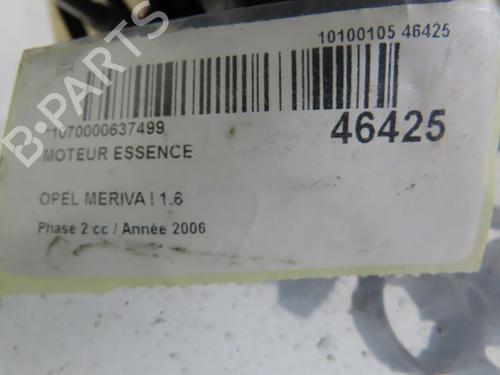 10100105 46425
*1070000637499
46425
MOTEUR ESSENCE
OPEL MERIVA I 1.6
Phase 2 cc / Année 2006
B-PARTS